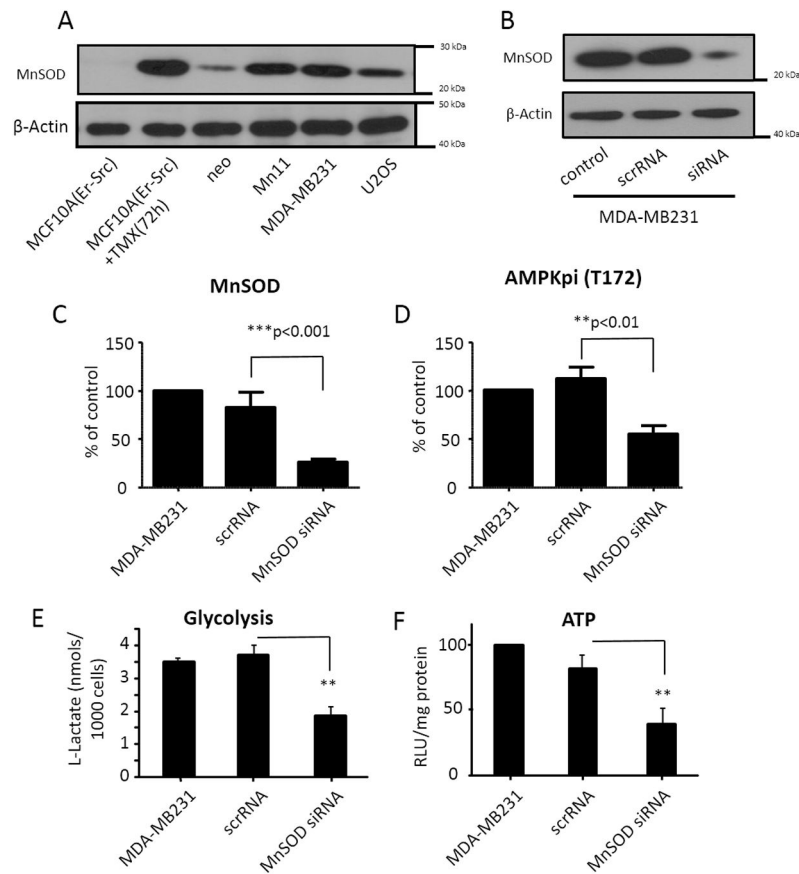 A
MnSOD
β-Actin
30 kDa
20 kDa
50 kDa
40 kDa
MCF10A(Er-Src)
MCF10A(Er-Src)
+TMX(72h)
neo
Mn11
MDA-MB231
U2OS
B
MnSOD
β-Actin
20 kDa
40 kDa
control
scrRNA
siRNA
MDA-MB231
C
MnSOD
***p<0.001
% of control
150
100
50
0
MDA-MB231
scrRNA
MnSOD siRNA
D
AMPKpi (T172)
**p<0.01
% of control
150
100
50
0
MDA-MB231
scrRNA
MnSOD siRNA
E
Glycolysis
L-Lactate (nmols/
1000 cells)
4
3
2
1
0
**
MDA-MB231
scrRNA
MnSOD siRNA
F
ATP
RLU/mg protein
100
50
0
**
MDA-MB231
scrRNA
MnSOD siRNA